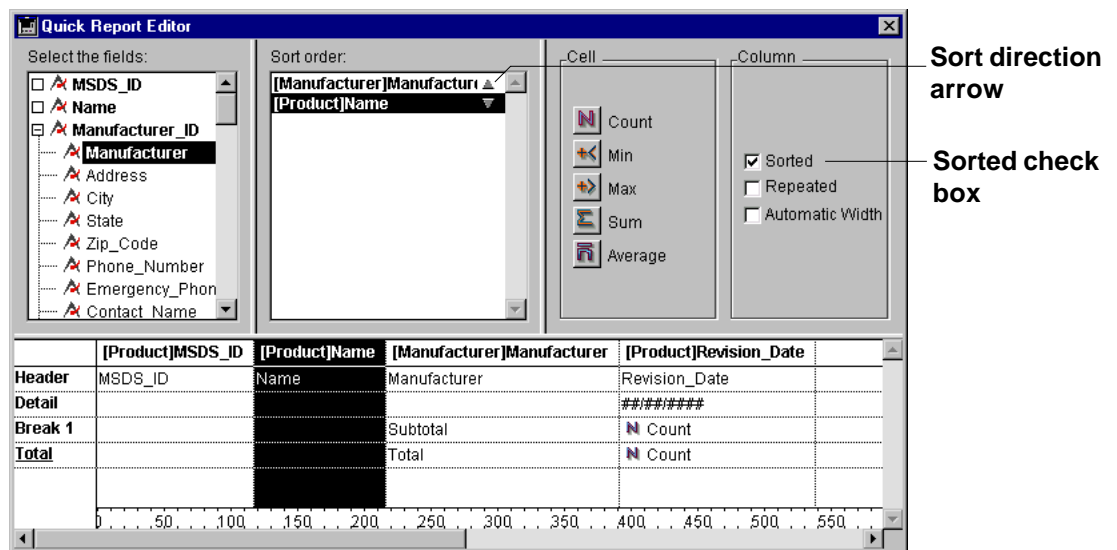 Quick Report Editor
Select the fields:
MSDS_ID
Name
Manufacturer_ID
Manufacturer
Address
City
State
Zip_Code
Phone_Number
Emergency_Phon
Contact_Name
Sort order:
[Manufacturer]Manufactur
[Product]Name
Cell
Count
Min
Max
Sum
Average
Column
Sorted
Repeated
Automatic Width
Sort direction
arrow
Sorted check
box
[Product]MSDS_ID [Product]Name [Manufacturer]Manufacturer [Product]Revision_Date
Header MSDS_ID Name Manufacturer Revision_Date
Detail ##/##/####
Break 1 Subtotal N Count
Total Total N Count
0 50 100 150 200 250 300 350 400 450 500 550